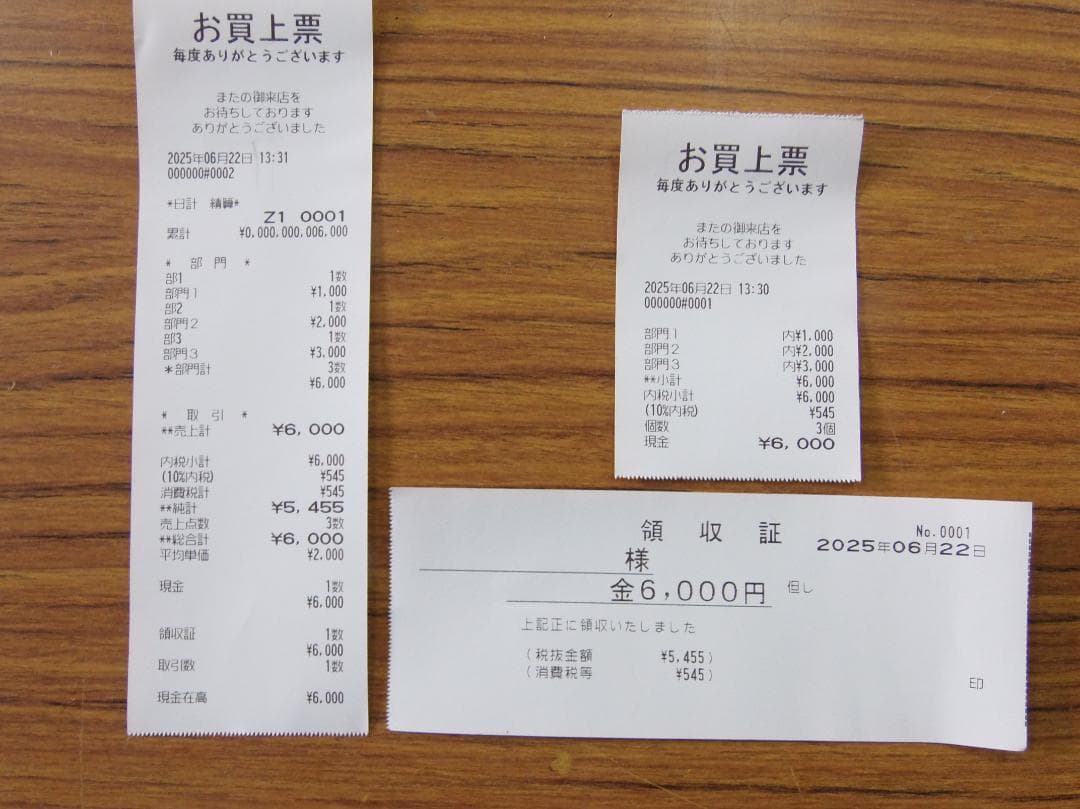 お買上票
毎度ありがとうございます
またの御来店を
お待ちしております
ありがとうございました
2025年06月22日 13:31
000000#0002
*日計 精算*
Z1 0001
累計 ¥0,000,000,006,000
* 部 門 *
部1 1数
部門1 ¥1,000
部2 1数
部門2 ¥2,000
部3 1数
部門3 ¥3,000
*部門計 3数
¥6,000
* 取 引 *
**売上計 ¥6,000
内税小計 ¥6,000
(10%内税) ¥545
消費税計 ¥545
**純計 ¥5,455
売上点数 3数
**総合計 ¥6,000
平均単価 ¥2,000
現金 1数
¥6,000
領収証 1数
¥6,000
取引数 1数
現金在高 ¥6,000
お買上票
毎度ありがとうございます
またの御来店を
お待ちしております
ありがとうございました
2025年06月22日 13:30
000000#0001
部門1 内¥1,000
部門2 内¥2,000
部門3 内¥3,000
**小計 ¥6,000
内税小計 ¥6,000
(10%内税) ¥545
個数 3個
現金 ¥6,000
領 収 証 No.0001
2025年06月22日
様
金6,000円 但し
上記正に領収いたしました
(税抜金額 ¥5,455)
(消費税等 ¥545)
印